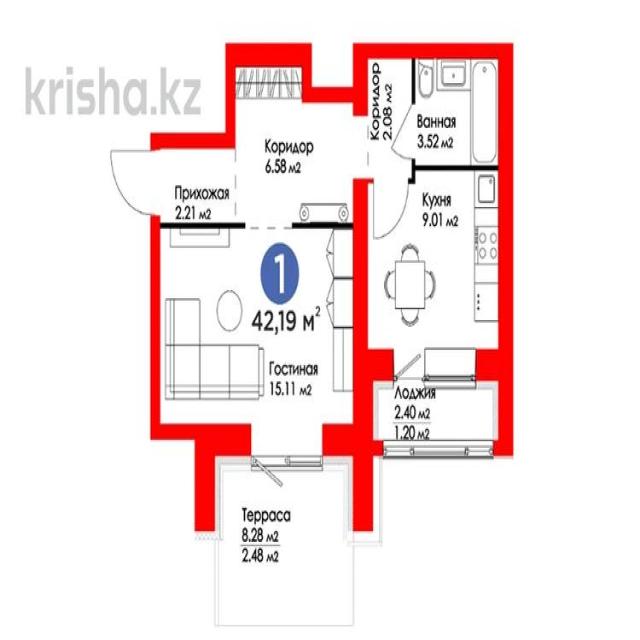 krisha.kz
Коридор
2.08 м2
Ванная
3.52 м2
Коридор
6.58 м2
Прихожая
2.21 м2
Кухня
9.01 м2
1
42,19 м2
Гостиная
15.11 м2
Лоджия
2.40 м2
1.20 м2
Терраса
8.28 м2
2.48 м2